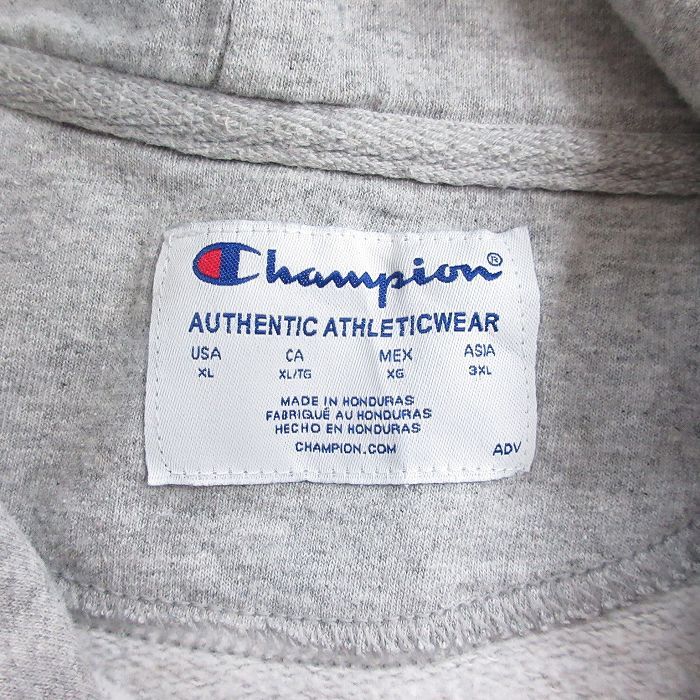 Champion®
AUTHENTIC ATHLETICWEAR
USA CA MEX ASIA
XL XL/TG XG 3XL
MADE IN HONDURAS
FABRIQUÉ AU HONDURAS
HECHO EN HONDURAS
CHAMPION.COM ADV